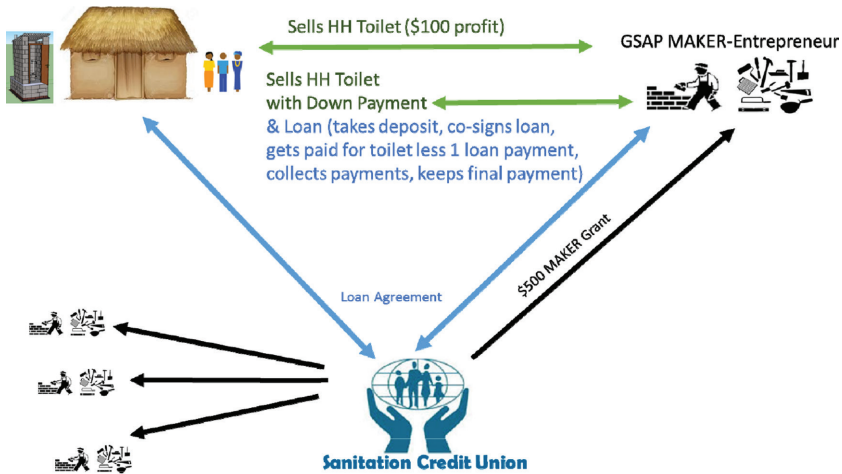 Sells HH Toilet ($100 profit)
GSAP MAKER-Entrepreneur
Sells HH Toilet
with Down Payment
& Loan (takes deposit, co-signs loan,
gets paid for toilet less 1 loan payment,
collects payments, keeps final payment)
$500 MAKER Grant
Loan Agreement
Sanitation Credit Union